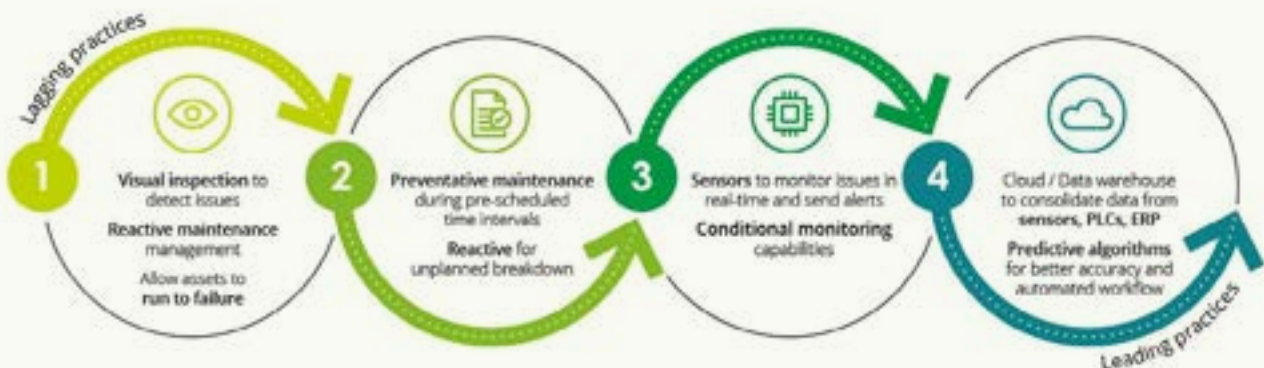 Lagging practices
1
Visual inspection to
detect issues
Reactive maintenance
management
Allow assets to
run to failure
2
Preventative maintenance
during pre-scheduled
time intervals
Reactive for
unplanned breakdown
3
Sensors to monitor issues in
real-time and send alerts
Conditional monitoring
capabilities
4
Cloud / Data warehouse
to consolidate data from
sensors, PLCs, ERP
Predictive algorithms
for better accuracy and
automated workflow
Leading practices